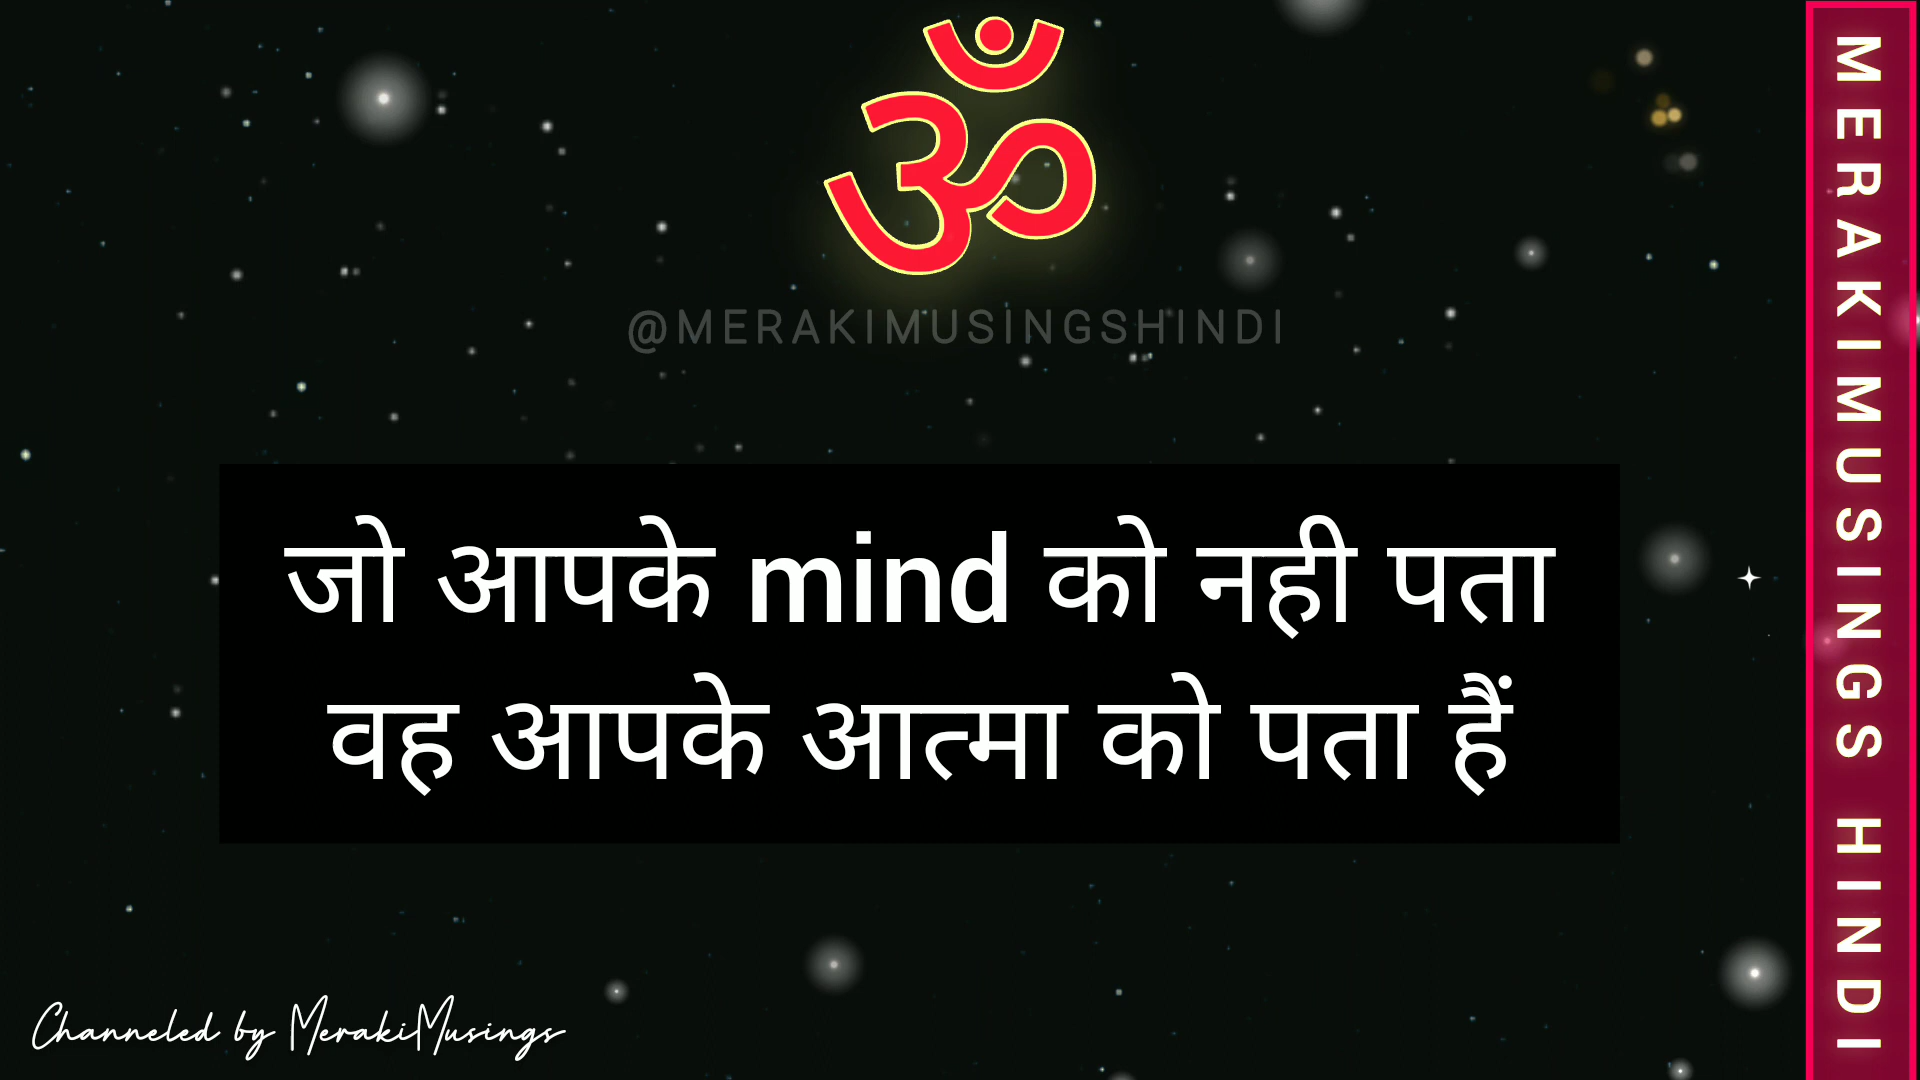 ॐ
@MERAKIMUSINGSHINDI
जो आपके mind को नही पता
वह आपके आत्मा को पता हैं
Channeled by MerakiMusings
MERAKIMUSINGS HINDI